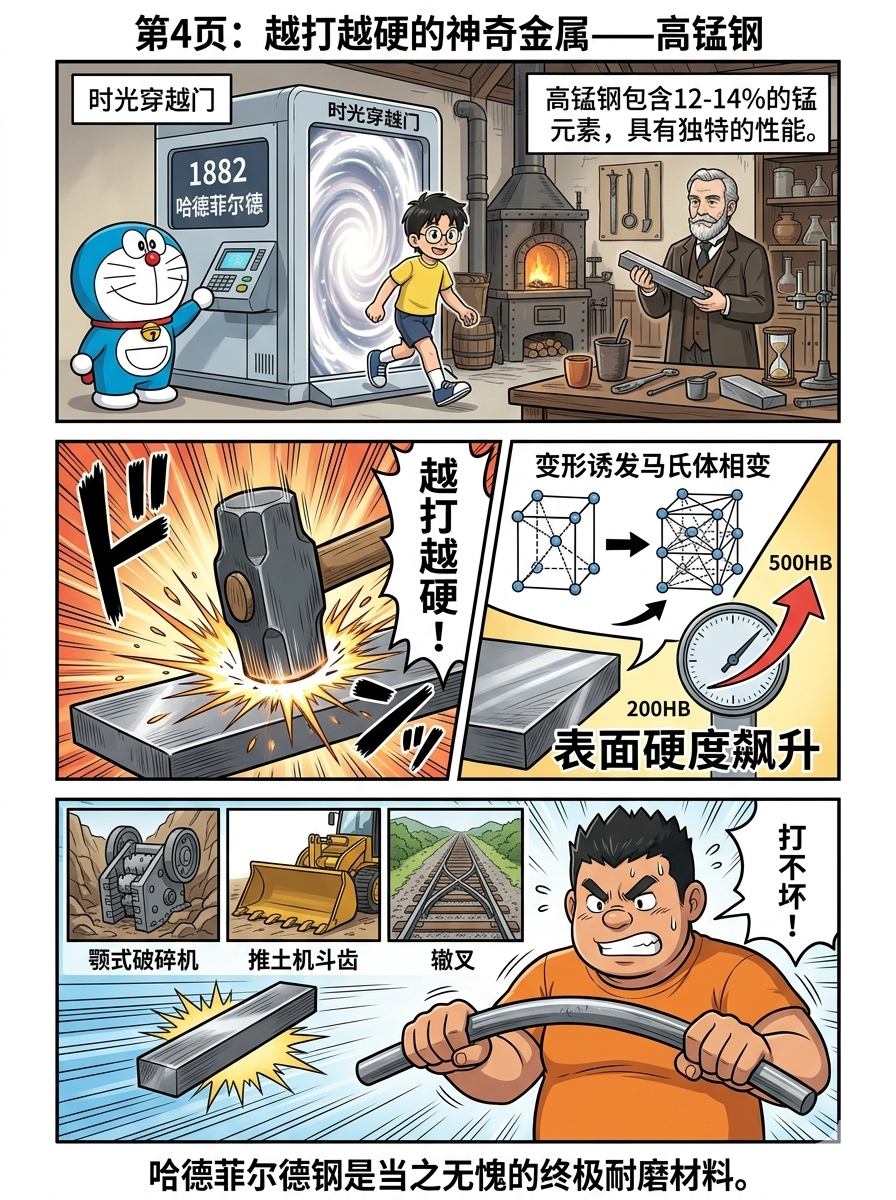 第4页：越打越硬的神奇金属——高锰钢
时光穿越门
时光穿越门
1882
哈德菲尔德
高锰钢包含12-14%的锰
元素，具有独特的性能。
ド
越打越硬！
ンッ
变形诱发马氏体相变
500HB
200HB
表面硬度飙升
颚式破碎机
推土机斗齿
辙叉
打不坏！
哈德菲尔德钢是当之无愧的终极耐磨材料。